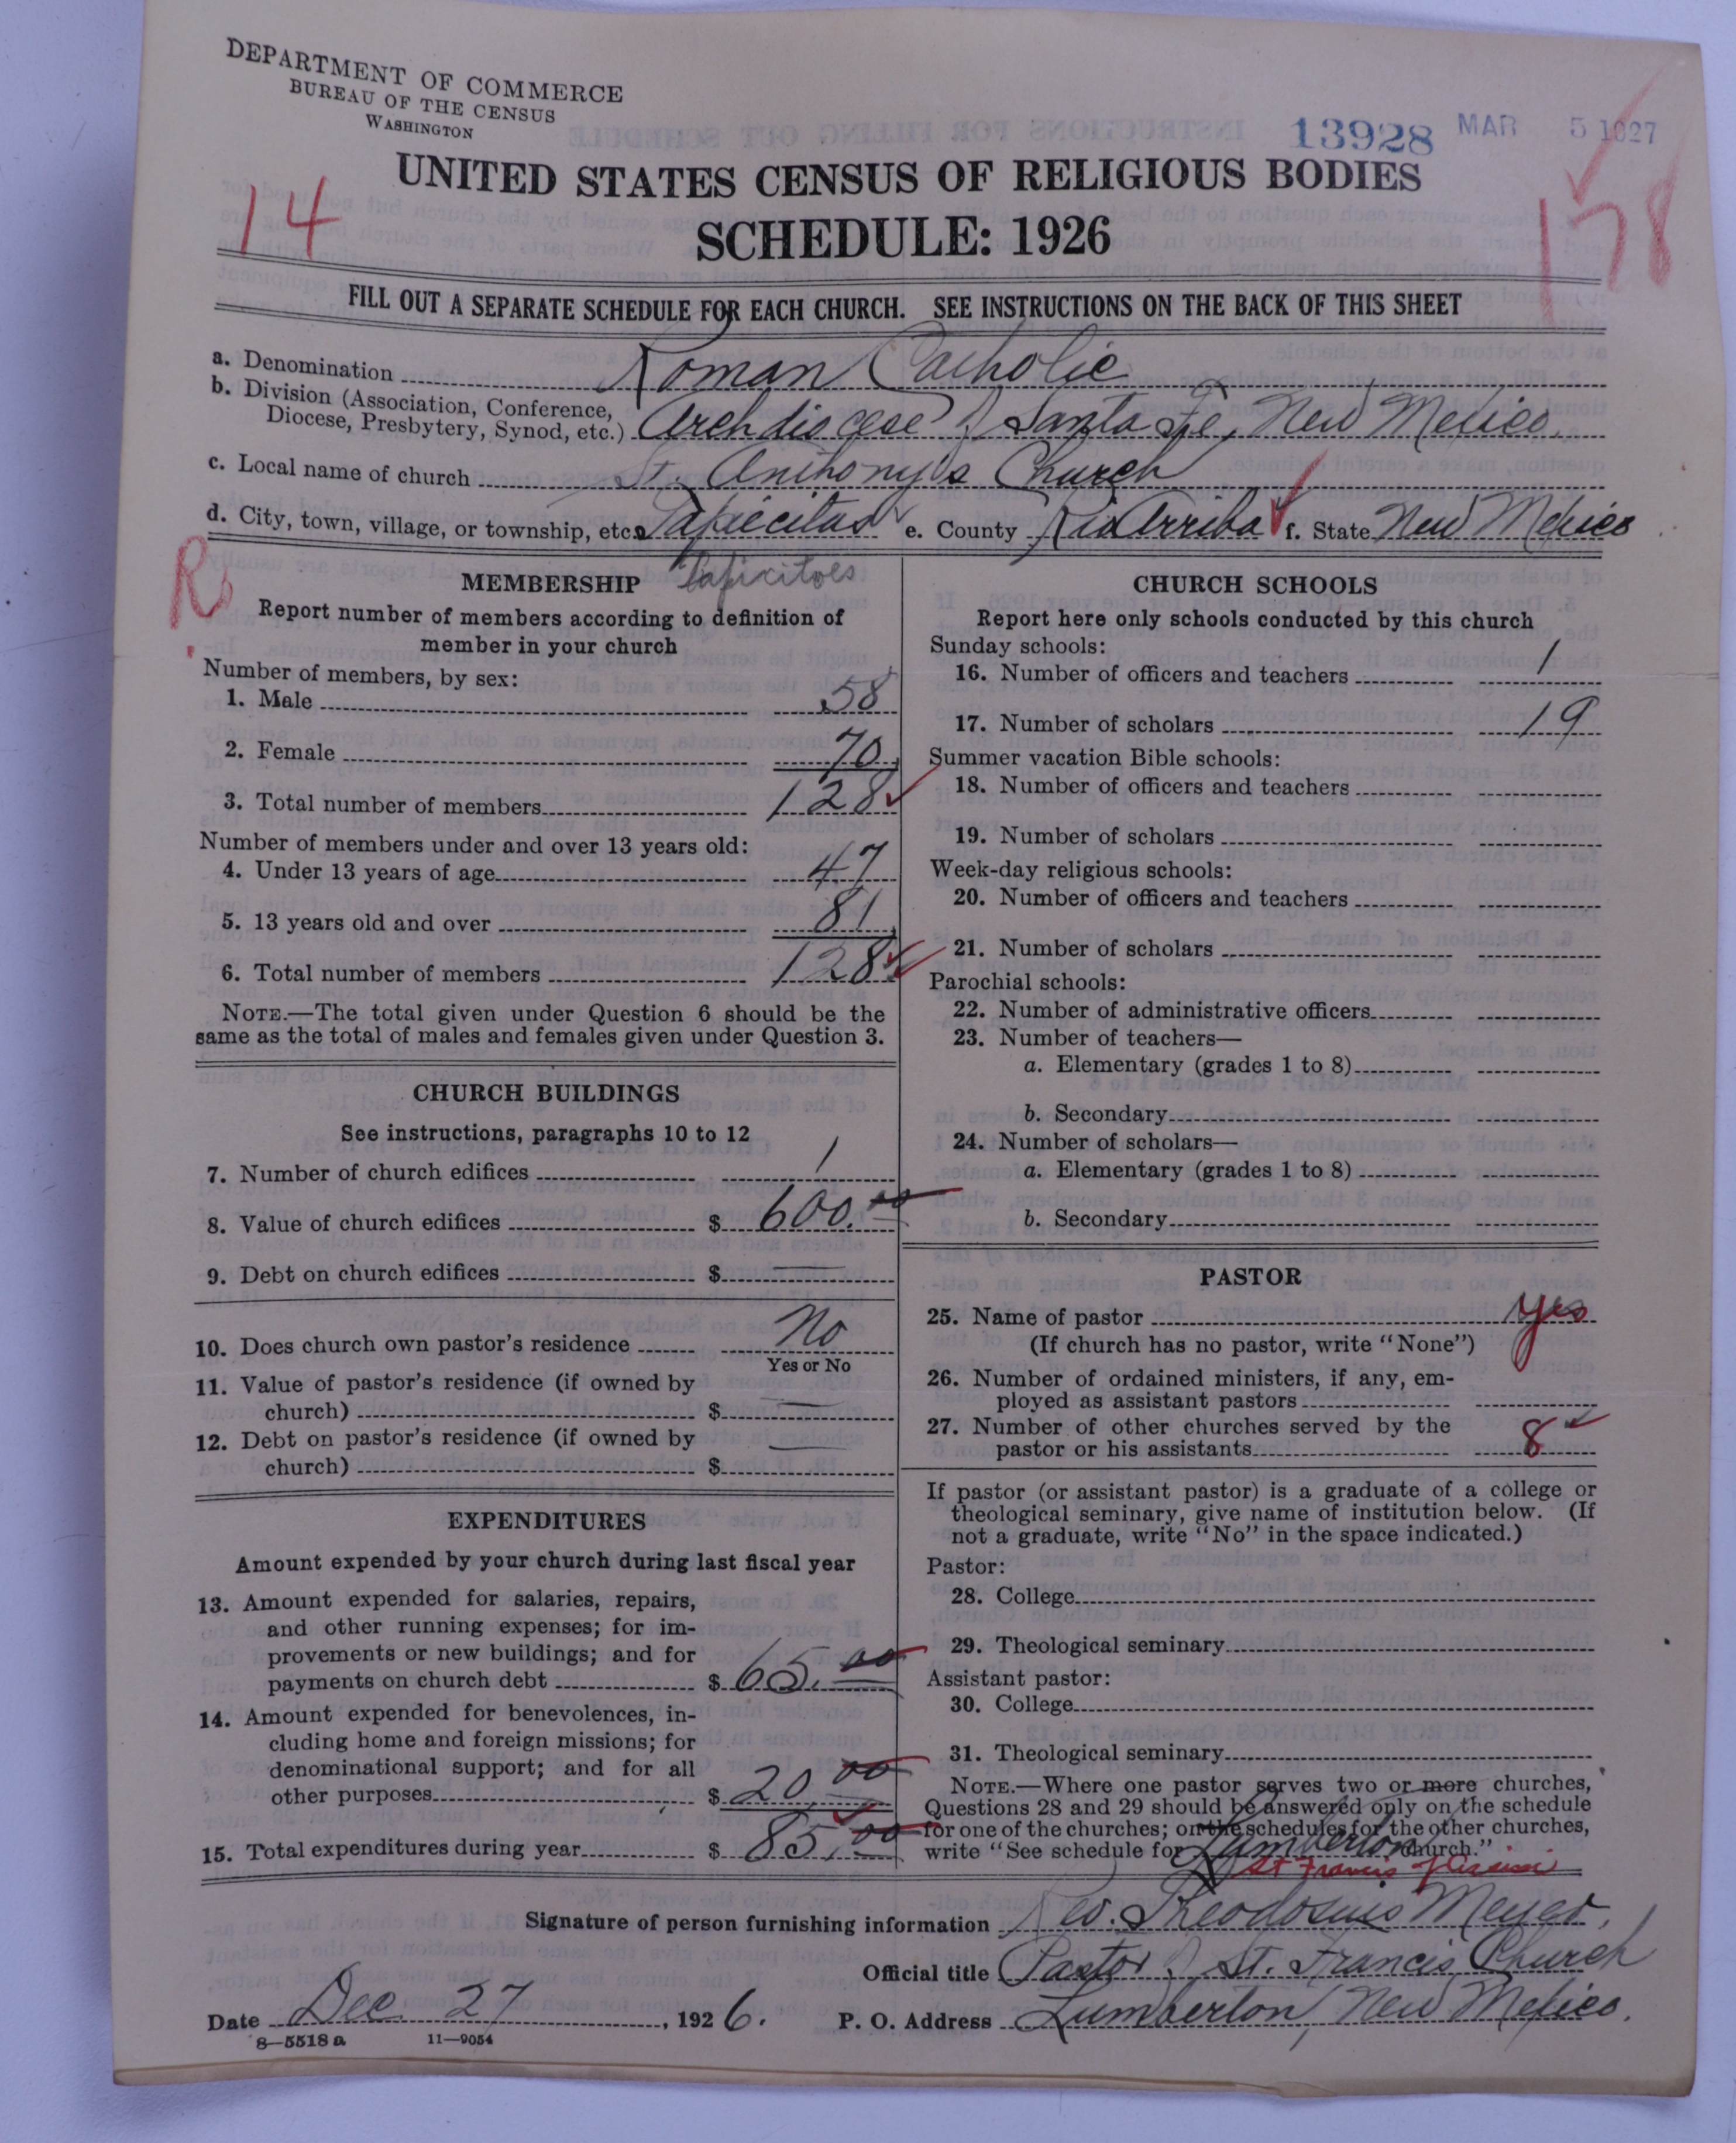 DEPARTMENT OF COMMERCE
BUREAU OF THE CENSUS
WASHINGTON
13928 MAR 5 1927
UNITED STATES CENSUS OF RELIGIOUS BODIES
14
SCHEDULE: 1926
158
FILL OUT A SEPARATE SCHEDULE FOR EACH CHURCH. SEE INSTRUCTIONS ON THE BACK OF THIS SHEET
a. Denomination Roman Catholic
b. Division (Association, Conference, Diocese, Presbytery, Synod, etc.) Archdiocese of Santa Fe, New Mexico.
c. Local name of church St. Anthony's Church
d. City, town, village, or township, etc. Tapiecitas e. County Rio Arriba f. State New Mexico
Tapicitoes
R
MEMBERSHIP
Report number of members according to definition of
member in your church
Number of members, by sex:
1. Male 58
2. Female 70
3. Total number of members 128
Number of members under and over 13 years old:
4. Under 13 years of age 47
5. 13 years old and over 81
6. Total number of members 128
NOTE.—The total given under Question 6 should be the
same as the total of males and females given under Question 3.
CHURCH BUILDINGS
See instructions, paragraphs 10 to 12
7. Number of church edifices 1
8. Value of church edifices $ 600.00
9. Debt on church edifices $ —
10. Does church own pastor's residence No
Yes or No
11. Value of pastor's residence (if owned by
church) $ —
12. Debt on pastor's residence (if owned by
church) $ —
EXPENDITURES
Amount expended by your church during last fiscal year
13. Amount expended for salaries, repairs,
and other running expenses; for im-
provements or new buildings; and for
payments on church debt $ 65.00
14. Amount expended for benevolences, in-
cluding home and foreign missions; for
denominational support; and for all
other purposes $ 20.00
15. Total expenditures during year $ 85.00
CHURCH SCHOOLS
Report here only schools conducted by this church
Sunday schools:
16. Number of officers and teachers 1
17. Number of scholars 19
Summer vacation Bible schools:
18. Number of officers and teachers
19. Number of scholars
Week-day religious schools:
20. Number of officers and teachers
21. Number of scholars
Parochial schools:
22. Number of administrative officers
23. Number of teachers—
a. Elementary (grades 1 to 8)
b. Secondary
24. Number of scholars—
a. Elementary (grades 1 to 8)
b. Secondary
PASTOR
25. Name of pastor yes
(If church has no pastor, write "None")
26. Number of ordained ministers, if any, em-
ployed as assistant pastors
27. Number of other churches served by the
pastor or his assistants 8
If pastor (or assistant pastor) is a graduate of a college or
theological seminary, give name of institution below. (If
not a graduate, write "No" in the space indicated.)
Pastor:
28. College
29. Theological seminary
Assistant pastor:
30. College
31. Theological seminary
NOTE.—Where one pastor serves two or more churches,
Questions 28 and 29 should be answered only on the schedule
for one of the churches; on the schedules for the other churches,
write "See schedule for Lumberton Church."
St Francis of Assisi
Signature of person furnishing information Rev. Theodosius Meyer,
Official title Pastor of St. Francis Church
Date Dec. 27, 1926. P. O. Address Lumberton, New Mexico.
8—5518 a 11—9054